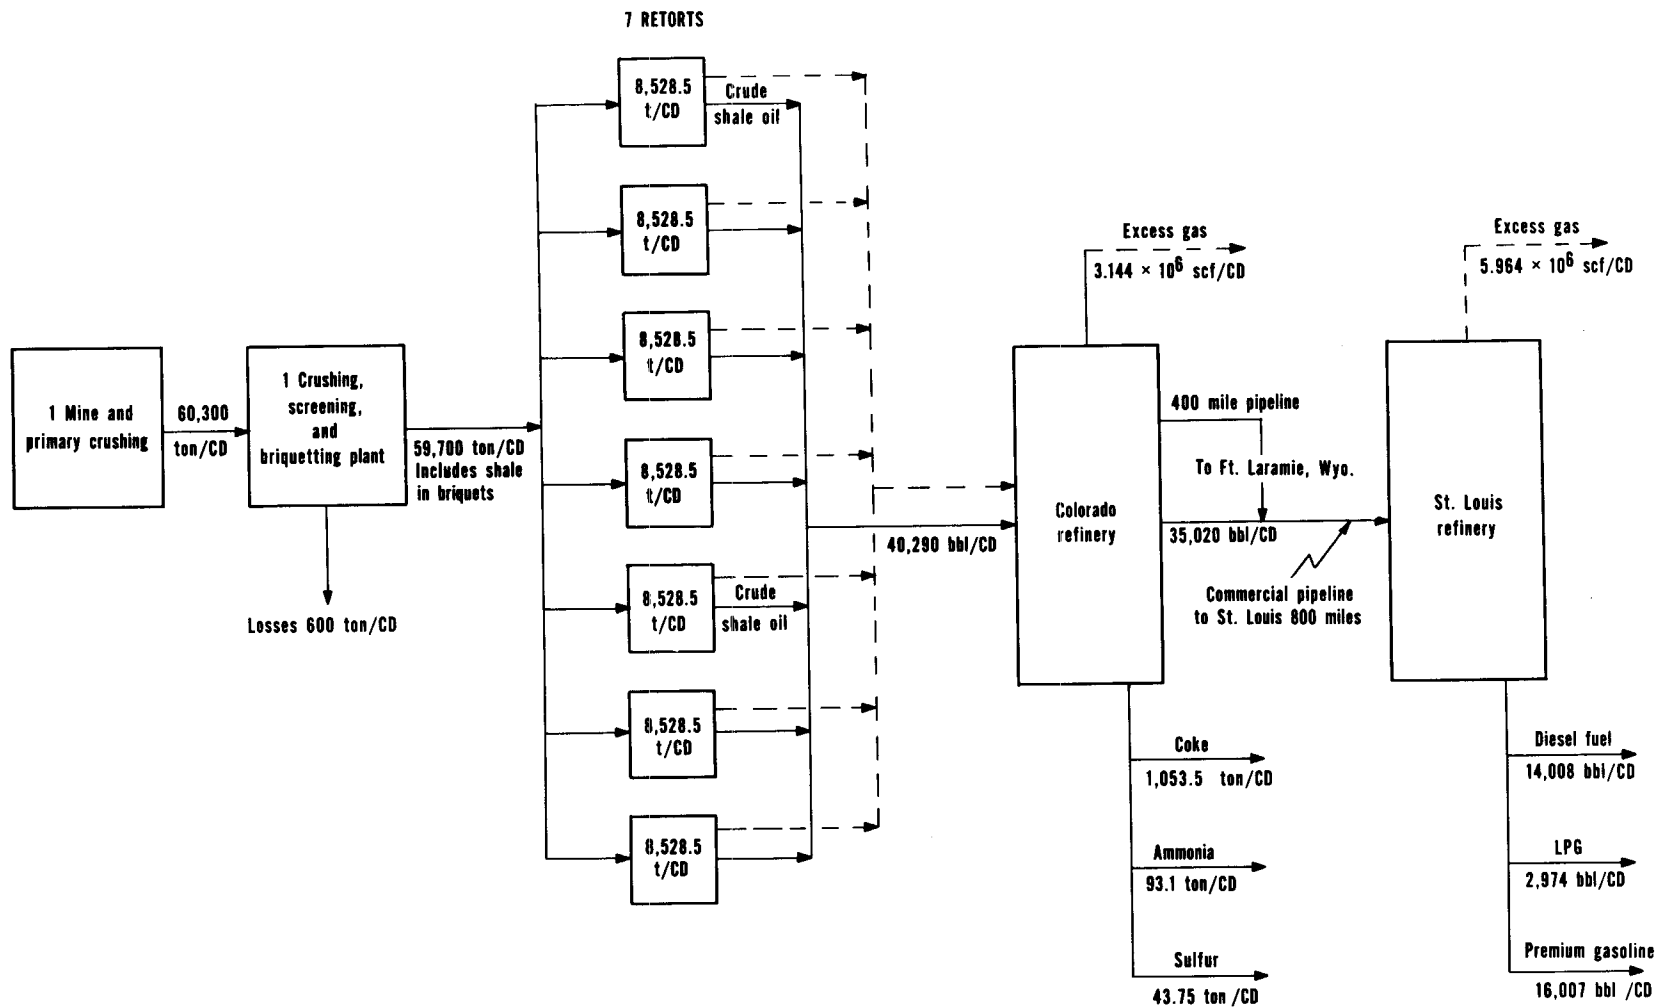 7 RETORTS
1 Mine and
primary crushing
60,300
ton/CD
1 Crushing,
screening,
and
briquetting plant
Losses 600 ton/CD
59,700 ton/CD
Includes shale
in briquets
8,528.5
t/CD
Crude
shale oil
8,528.5
t/CD
8,528.5
t/CD
8,528.5
t/CD
8,528.5
t/CD
Crude
shale oil
8,528.5
t/CD
8,528.5
t/CD
40,290 bbl/CD
Colorado
refinery
Excess gas
3.144 × 10⁶ scf/CD
400 mile pipeline
To Ft. Laramie, Wyo.
35,020 bbl/CD
Commercial pipeline
to St. Louis 800 miles
Coke
1,053.5 ton/CD
Ammonia
93.1 ton/CD
Sulfur
43.75 ton /CD
St. Louis
refinery
Excess gas
5.964 × 10⁶ scf/CD
Diesel fuel
14,008 bbl/CD
LPG
2,974 bbl/CD
Premium gasoline
16,007 bbl /CD